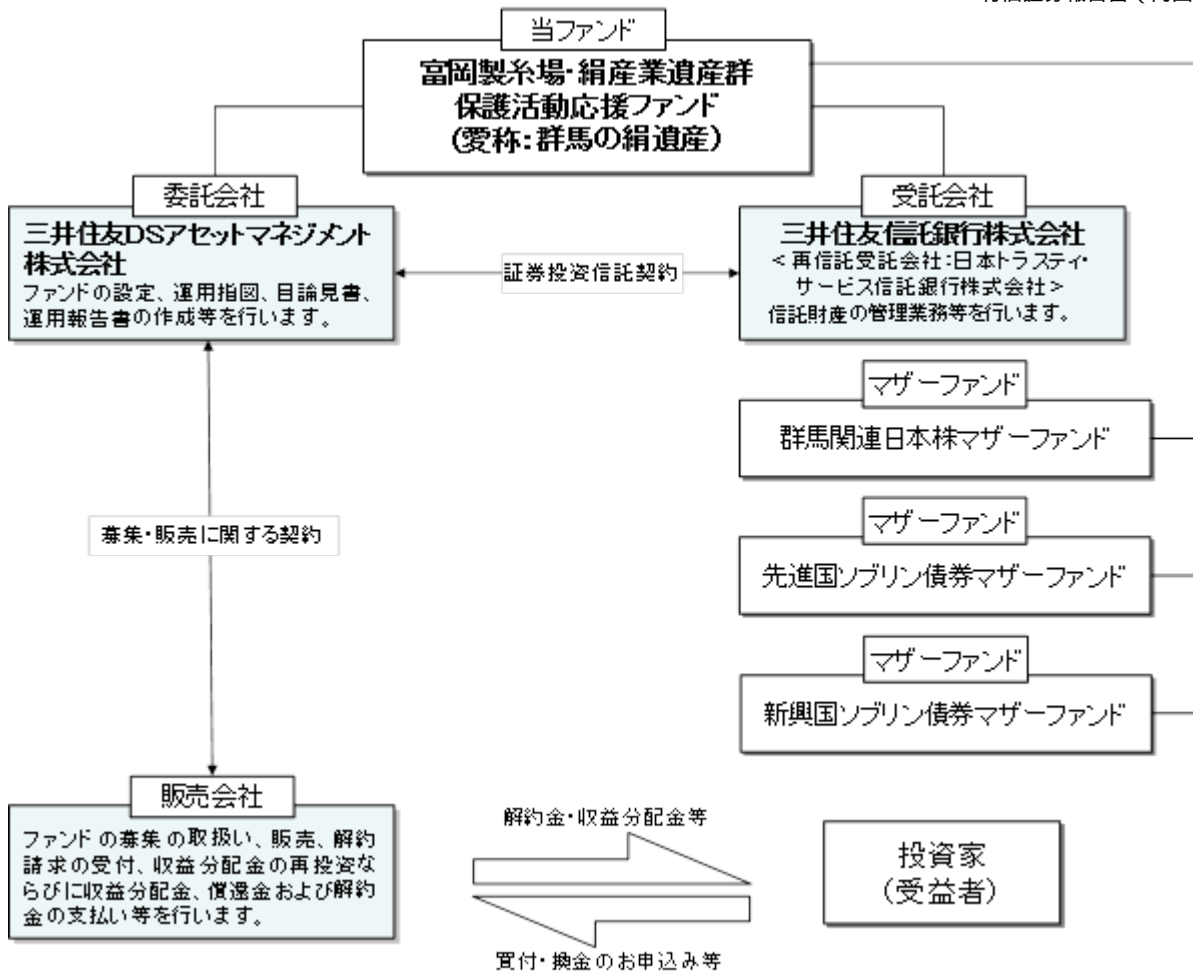 当ファンド
富岡製糸場・絹産業遺産群
保護活動応援ファンド
(愛称:群馬の絹遺産)
委託会社
三井住友DSアセットマネジメント
株式会社
ファンドの設定、運用指図、目論見書、
運用報告書の作成等を行います。
証券投資信託契約
受託会社
三井住友信託銀行株式会社
<再信託受託会社:日本トラスティ・
サービス信託銀行株式会社>
信託財産の管理業務等を行います。
マザーファンド
群馬関連日本株マザーファンド
マザーファンド
先進国ソブリン債券マザーファンド
マザーファンド
新興国ソブリン債券マザーファンド
募集・販売に関する契約
販売会社
ファンドの募集の取扱い、販売、解約
請求の受付、収益分配金の再投資な
らびに収益分配金、償還金および解約
金の支払い等を行います。
解約金・収益分配金等
買付・換金のお申込み等
投資家
(受益者)